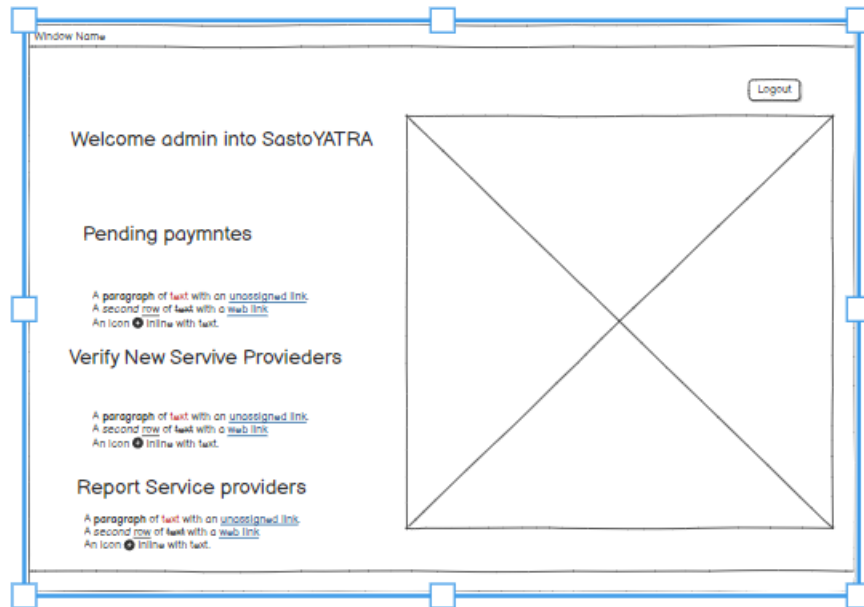 Window Name
Logout
Welcome admin into SastoYATRA
Pending paymntes
A paragraph of text with an unassigned link.
A second row of text with a web link
An icon inline with text.
Verify New Servive Provieders
A paragraph of text with an unassigned link.
A second row of text with a web link
An icon inline with text.
Report Service providers
A paragraph of text with an unassigned link.
A second row of text with a web link
An icon inline with text.